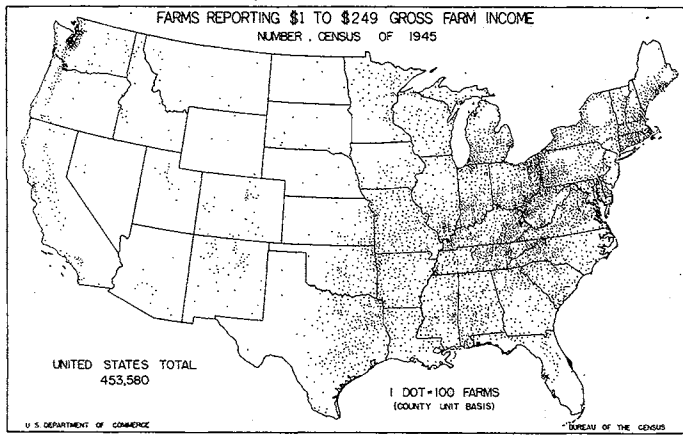 FARMS REPORTING $1 TO $249 GROSS FARM INCOME
NUMBER, CENSUS OF 1945
UNITED STATES TOTAL
453,580
1 DOT=100 FARMS
(COUNTY UNIT BASIS)
U S. DEPARTMENT OF COMMERCE
BUREAU OF THE CENSUS